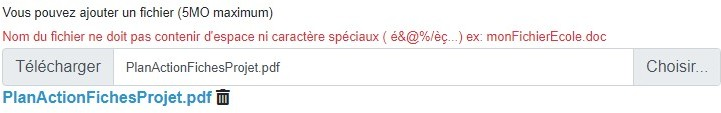 Vous pouvez ajouter un fichier (5MO maximum)
Nom du fichier ne doit pas contenir d'espace ni caractère spéciaux ( é&@%/èç...) ex: monFichierEcole.doc
Télécharger PlanActionFichesProjet.pdf Choisir...
PlanActionFichesProjet.pdf